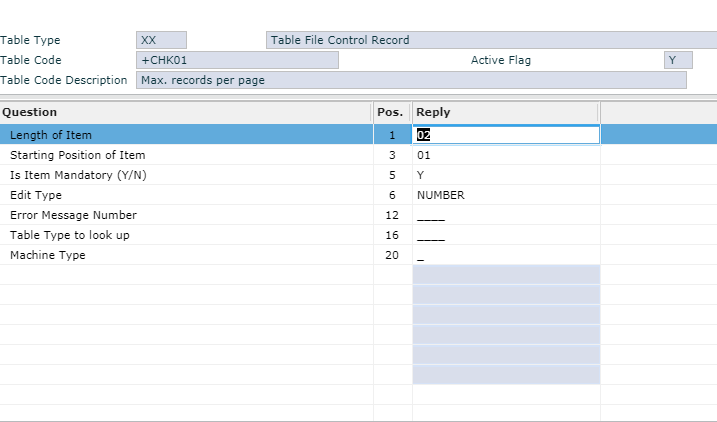 Table Type XX Table File Control Record
Table Code +CHK01 Active Flag Y
Table Code Description Max. records per page
Question Pos. Reply
Length of Item 1 02
Starting Position of Item 3 01
Is Item Mandatory (Y/N) 5 Y
Edit Type 6 NUMBER
Error Message Number 12 ____
Table Type to look up 16 ____
Machine Type 20 _